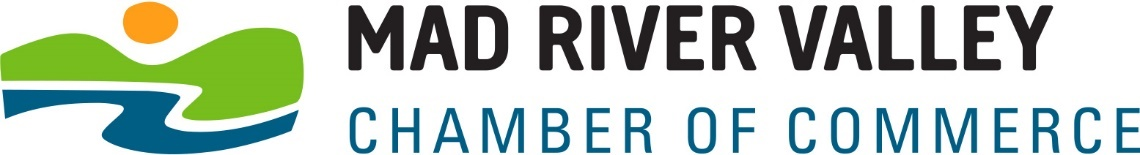 MAD RIVER VALLEY
CHAMBER OF COMMERCE